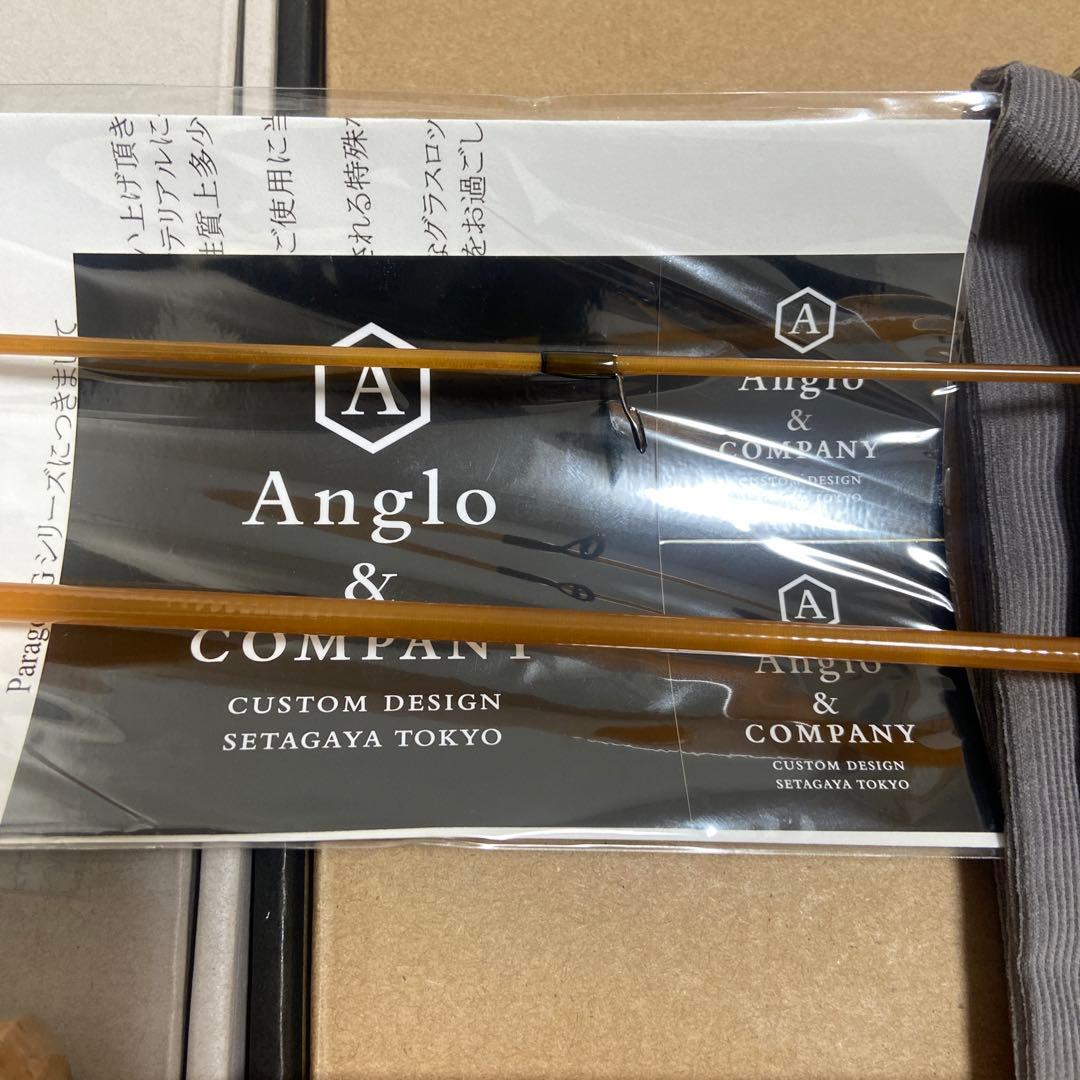 い上げ頂き
テリアルに
性質上多少
ご使用に当
される特殊
なグラスロッ
をお過ごし
シリーズにつきまして
A
Anglo
&
COMPANY
CUSTOM DESIGN
SETAGAYA TOKYO
A
Anglo
&
COMPANY
CUSTOM DESIGN
SETAGAYA TOKYO
A
Anglo
&
COMPANY
CUSTOM DESIGN
SETAGAYA TOKYO